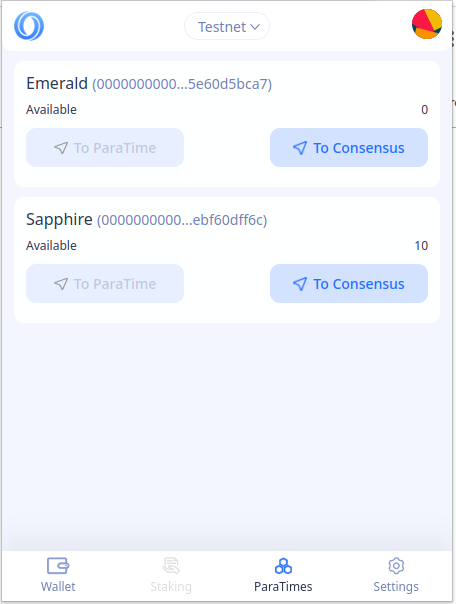 Testnet
Emerald (0000000000...5e60d5bca7)
Available 0
To ParaTime To Consensus
Sapphire (0000000000...ebf60dff6c)
Available 10
To ParaTime To Consensus
Wallet Staking ParaTimes Settings